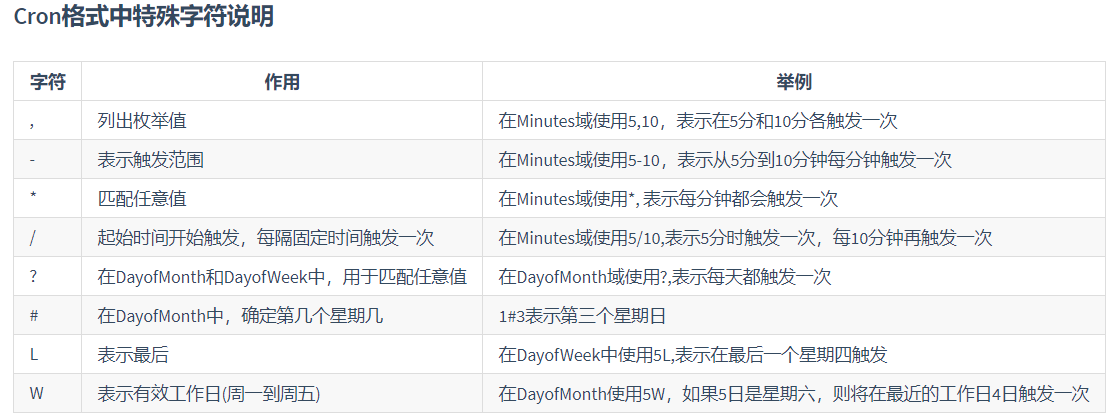 Cron格式中特殊字符说明
字符 作用 举例
, 列出枚举值 在Minutes域使用5,10，表示在5分和10分各触发一次
- 表示触发范围 在Minutes域使用5-10，表示从5分到10分钟每分钟触发一次
* 匹配任意值 在Minutes域使用*, 表示每分钟都会触发一次
/ 起始时间开始触发，每隔固定时间触发一次 在Minutes域使用5/10,表示5分时触发一次，每10分钟再触发一次
? 在DayofMonth和DayofWeek中，用于匹配任意值 在DayofMonth域使用?,表示每天都触发一次
# 在DayofMonth中，确定第几个星期几 1#3表示第三个星期日
L 表示最后 在DayofWeek中使用5L,表示在最后一个星期四触发
W 表示有效工作日(周一到周五) 在DayofMonth使用5W，如果5日是星期六，则将在最近的工作日4日触发一次